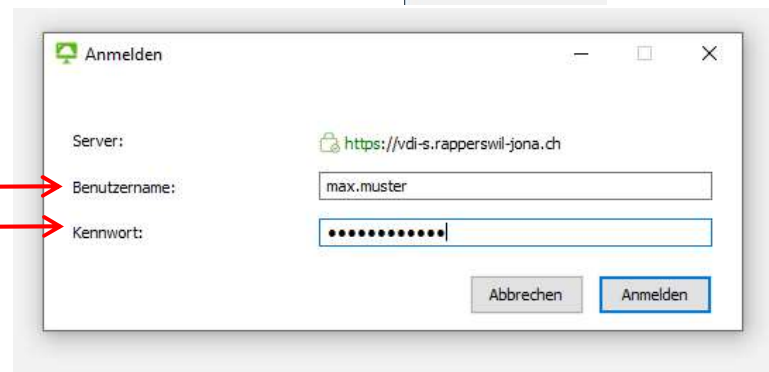 Anmelden
Server: https://vdi-s.rapperswil-jona.ch
Benutzername: max.muster
Kennwort: ●●●●●●●●●●●●
Abbrechen Anmelden